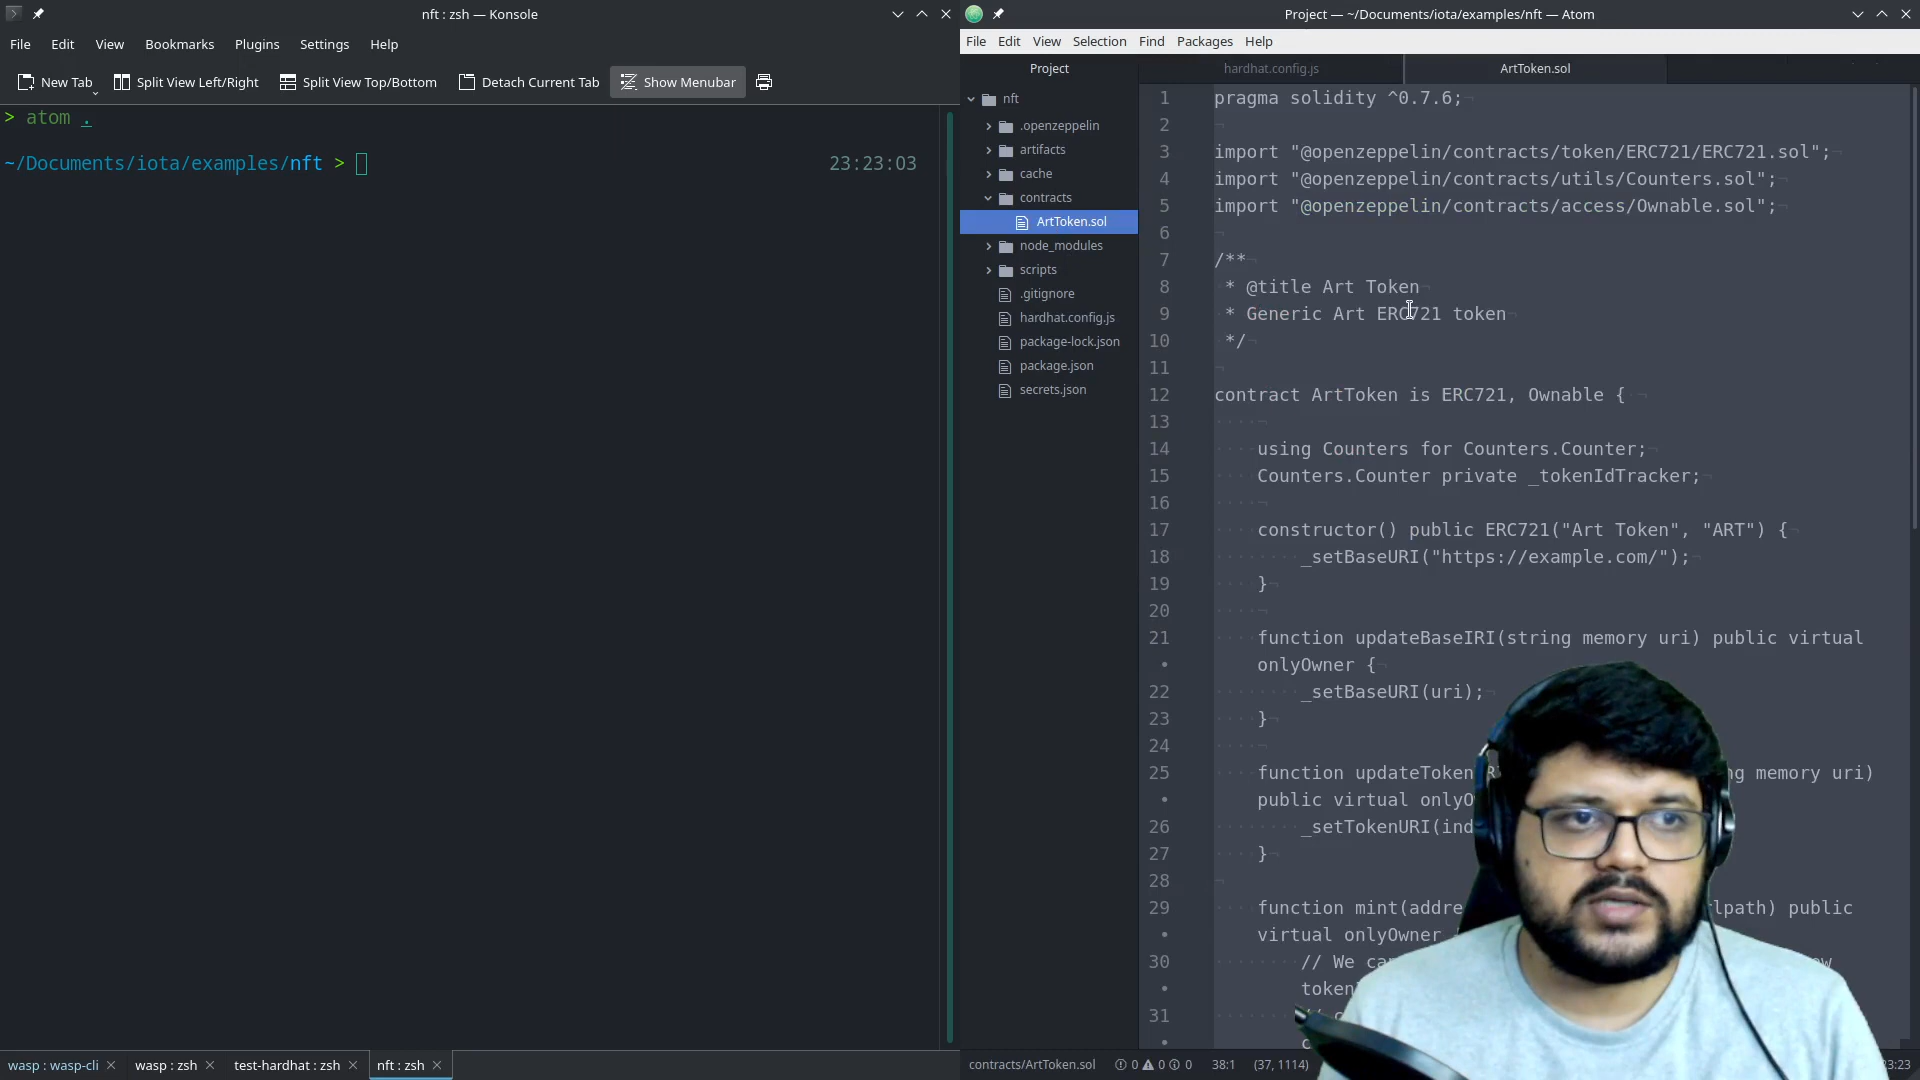 nft : zsh — Konsole
File Edit View Bookmarks Plugins Settings Help
New Tab Split View Left/Right Split View Top/Bottom Detach Current Tab Show Menubar
> atom .
~/Documents/iota/examples/nft > 23:23:03
wasp : wasp-cli wasp : zsh test-hardhat : zsh nft : zsh
Project — ~/Documents/iota/examples/nft — Atom
File Edit View Selection Find Packages Help
Project
nft
.openzeppelin
artifacts
cache
contracts
ArtToken.sol
node_modules
scripts
.gitignore
hardhat.config.js
package-lock.json
package.json
secrets.json
hardhat.config.js ArtToken.sol
1 pragma solidity ^0.7.6;
2
3 import "@openzeppelin/contracts/token/ERC721/ERC721.sol";
4 import "@openzeppelin/contracts/utils/Counters.sol";
5 import "@openzeppelin/contracts/access/Ownable.sol";
6
7 /**
8 * @title Art Token
9 * Generic Art ERC721 token
10 */
11
12 contract ArtToken is ERC721, Ownable {
13
14 using Counters for Counters.Counter;
15 Counters.Counter private _tokenIdTracker;
16
17 constructor() public ERC721("Art Token", "ART") {
18 _setBaseURI("https://example.com/");
19 }
20
21 function updateBaseIRI(string memory uri) public virtual
• onlyOwner {
22 _setBaseURI(uri);
23 }
24
25 function updateToken memory uri)
• public virtual
26 _setTokenURI(
27 }
28
29 function mint( public
• virtual onlyOwner
30 // We
•
31 //
•
contracts/ArtToken.sol 0 0 0 38:1 (37, 1114) 23:23